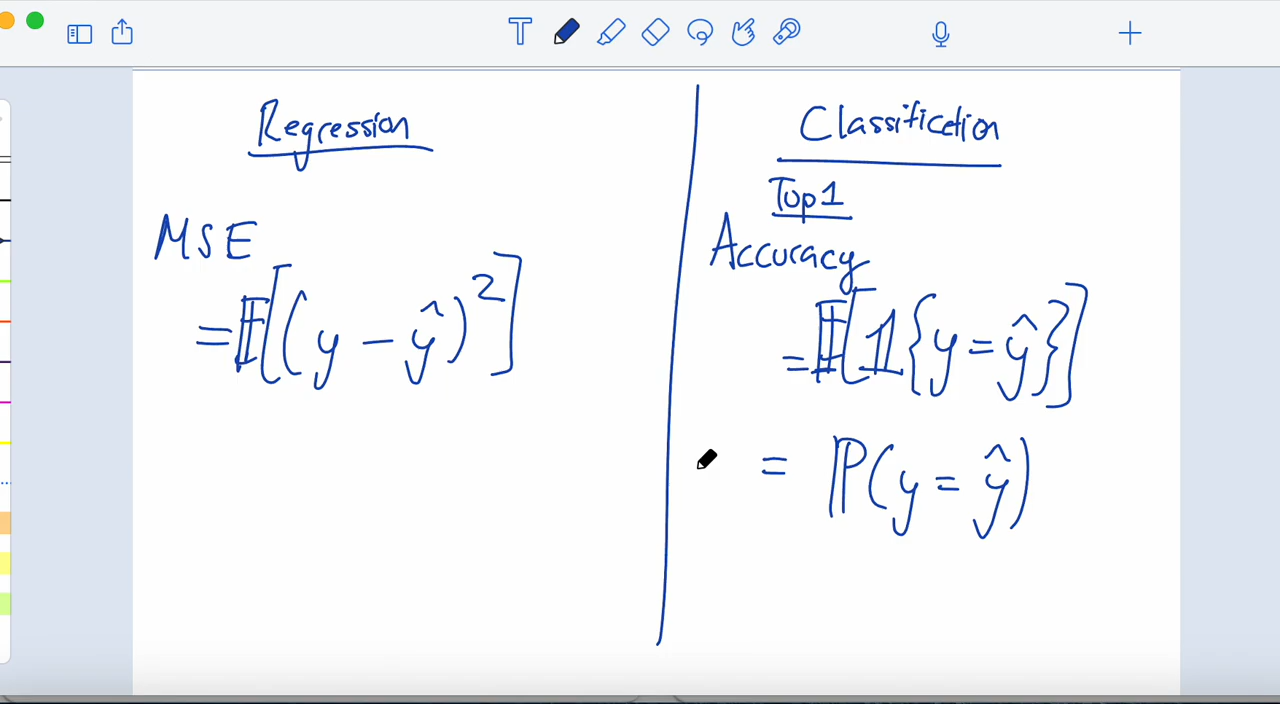 Regression
MSE
= 𝔼[(y − ŷ)²]
Classification
Top1
Accuracy
= 𝔼[𝟙{y = ŷ}]
= ℙ(y = ŷ)